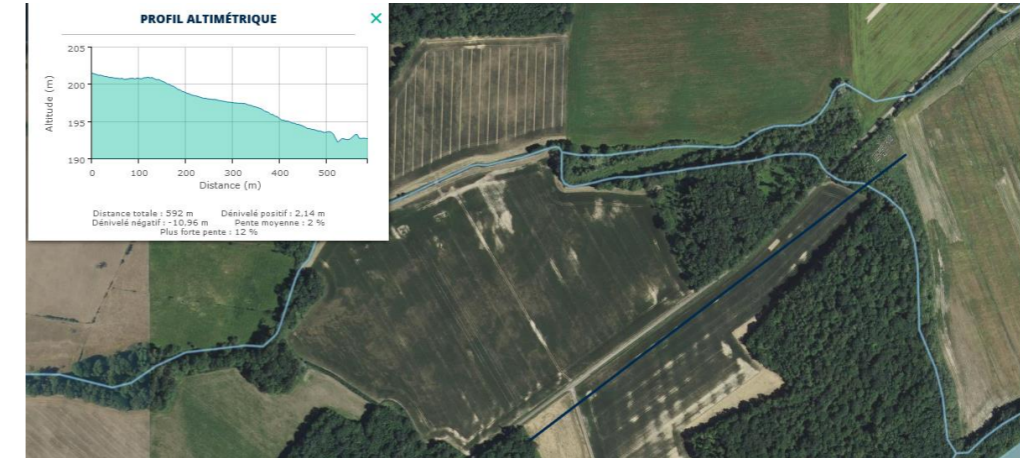 PROFIL ALTIMÉTRIQUE
×
205
200
195
190
Altitude (m)
0 100 200 300 400 500
Distance (m)
Distance totale : 592 m Dénivelé positif : 2,14 m
Dénivelé négatif : -10,96 m Pente moyenne : 2 %
Plus forte pente : 12 %